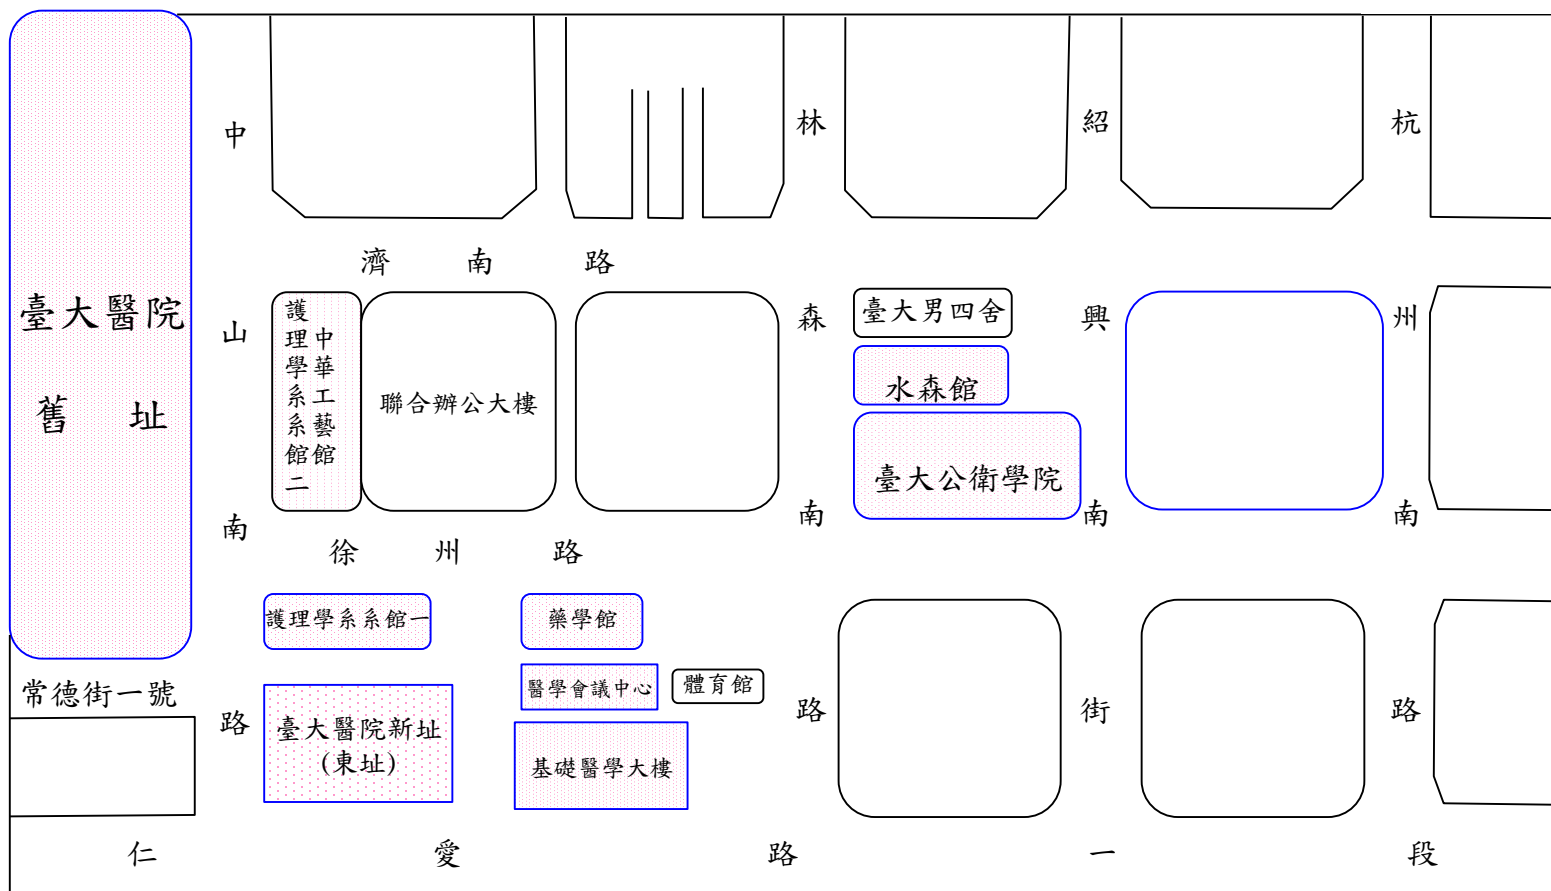 臺大醫院
舊址
常德街一號
中山南路
濟南路
護理學系系館二
中華工藝館
聯合辦公大樓
林森南路
臺大男四舍
水森館
臺大公衛學院
紹興南街
杭州南路
徐州路
護理學系系館一
藥學館
醫學會議中心
體育館
臺大醫院新址
(東址)
基礎醫學大樓
仁愛路一段